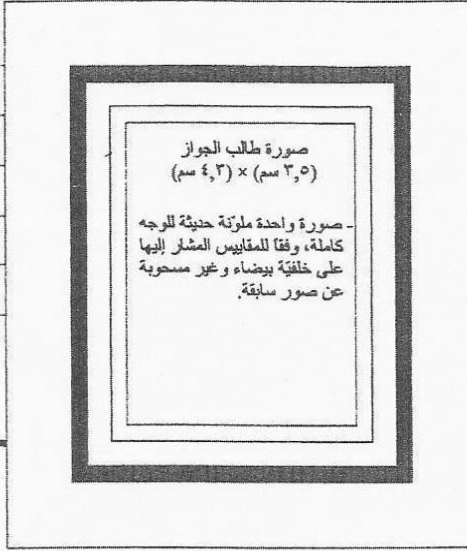 صورة طالب الجواز
(٣,٥ سم) × (٤,٣ سم)
- صورة واحدة ملوّنة حديثة للوجه
كاملة، وفقاً للمقاييس المشار إليها
على خلفيّة بيضاء وغير مسحوبة
عن صور سابقة.